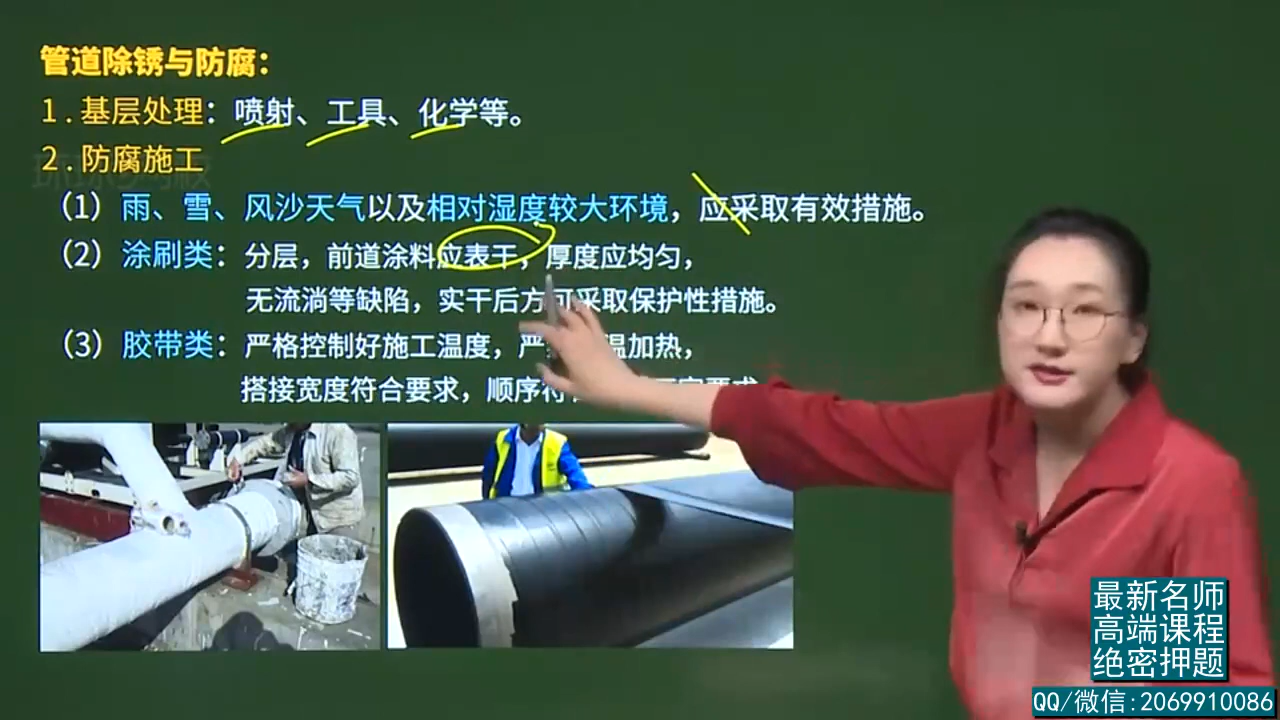 管道除锈与防腐：
1.基层处理：喷射、工具、化学等。
2.防腐施工
（1）雨、雪、风沙天气以及相对湿度较大环境，应采取有效措施。
（2）涂刷类：分层，前道涂料应表干，厚度应均匀，
无流淌等缺陷，实干后方可采取保护性措施。
（3）胶带类：严格控制好施工温度，严 温加热，
搭接宽度符合要求，顺序符
最新名师
高端课程
绝密押题
QQ/微信:2069910086